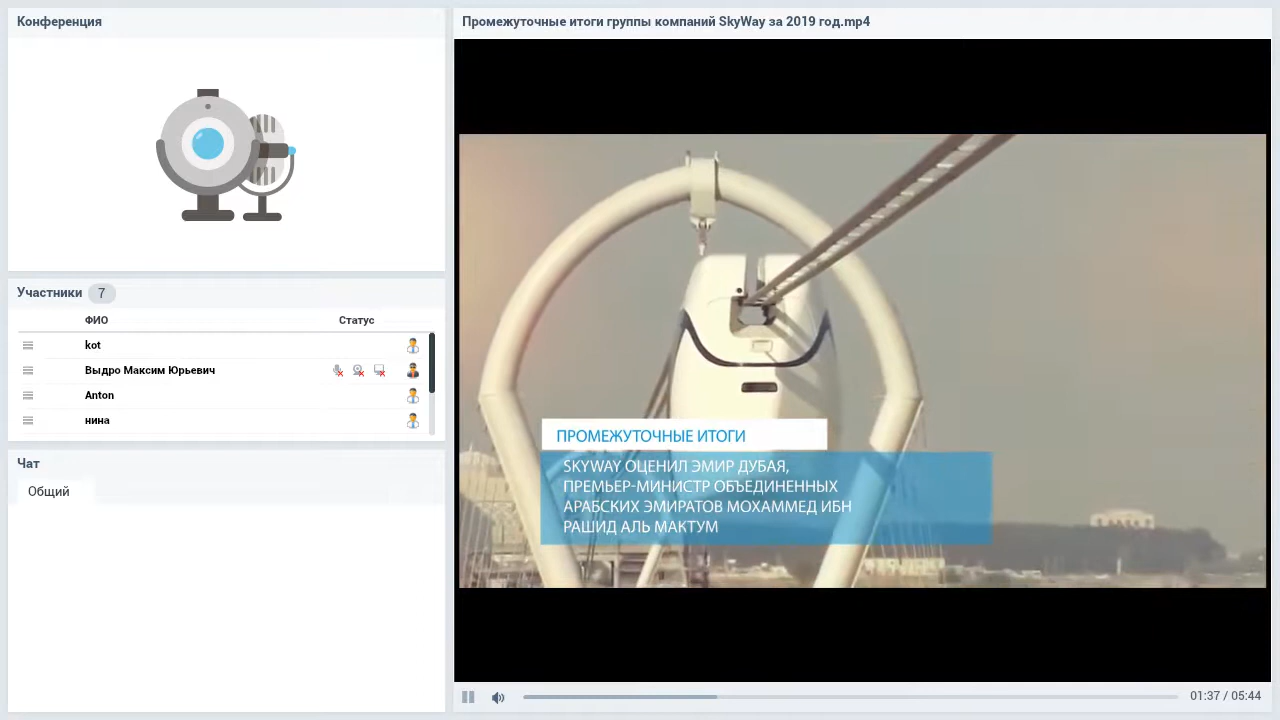 Конференция
Участники 7
ФИО Статус
kot
Выдро Максим Юрьевич
Anton
нина
Чат
Общий
Промежуточные итоги группы компаний SkyWay за 2019 год.mp4
ПРОМЕЖУТОЧНЫЕ ИТОГИ
SKYWAY ОЦЕНИЛ ЭМИР ДУБАЯ,
ПРЕМЬЕР-МИНИСТР ОБЪЕДИНЕННЫХ
АРАБСКИХ ЭМИРАТОВ МОХАММЕД ИБН
РАШИД АЛЬ МАКТУМ
01:37 / 05:44